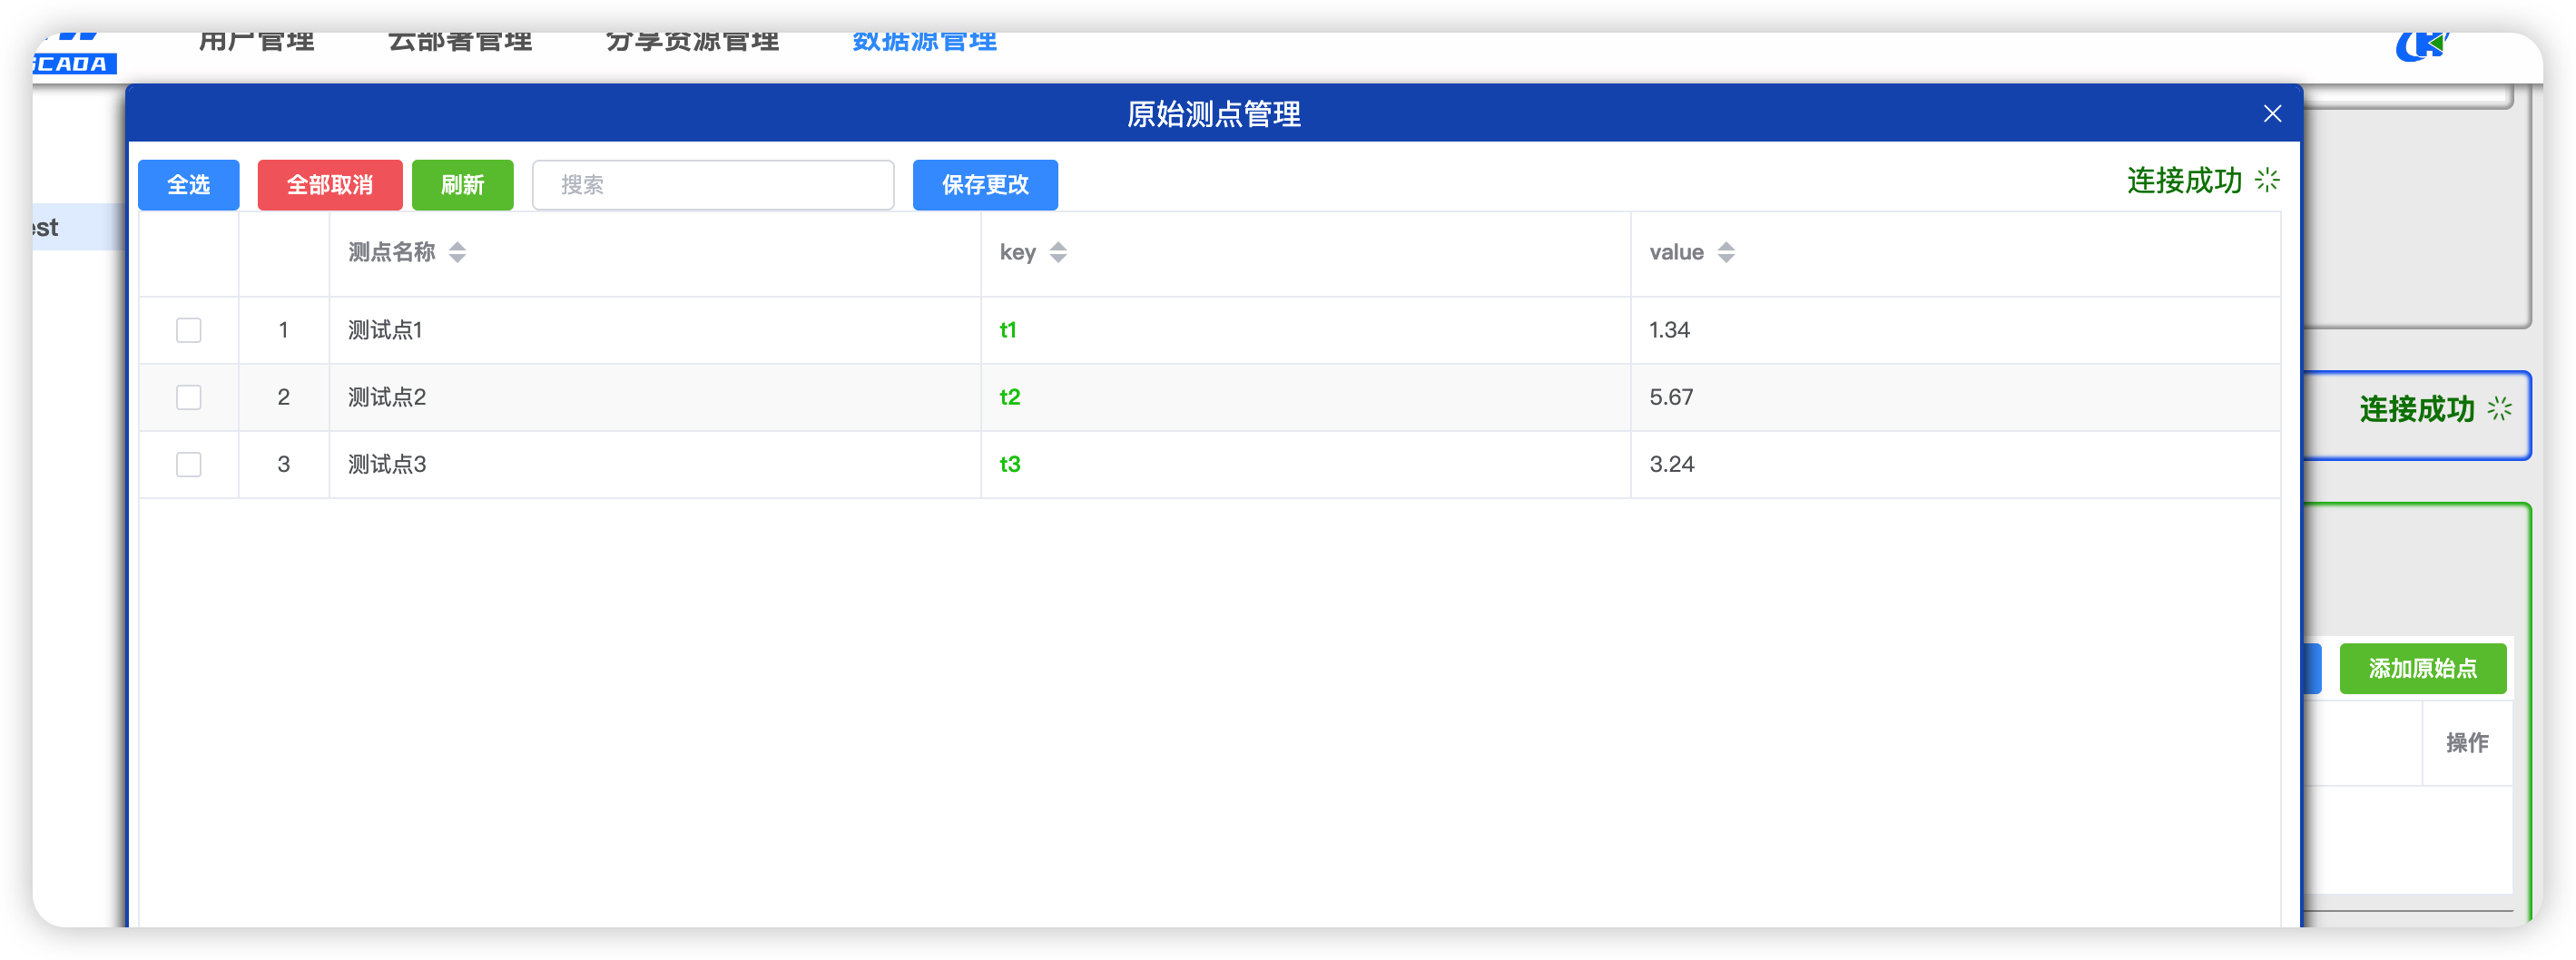 用户管理 云部署管理 分享资源管理 数据源管理
SCADA
原始测点管理
全选 全部取消 刷新 搜索 保存更改 连接成功
est
测点名称 key value
1 测试点1 t1 1.34
2 测试点2 t2 5.67
连接成功
3 测试点3 t3 3.24
添加原始点
操作